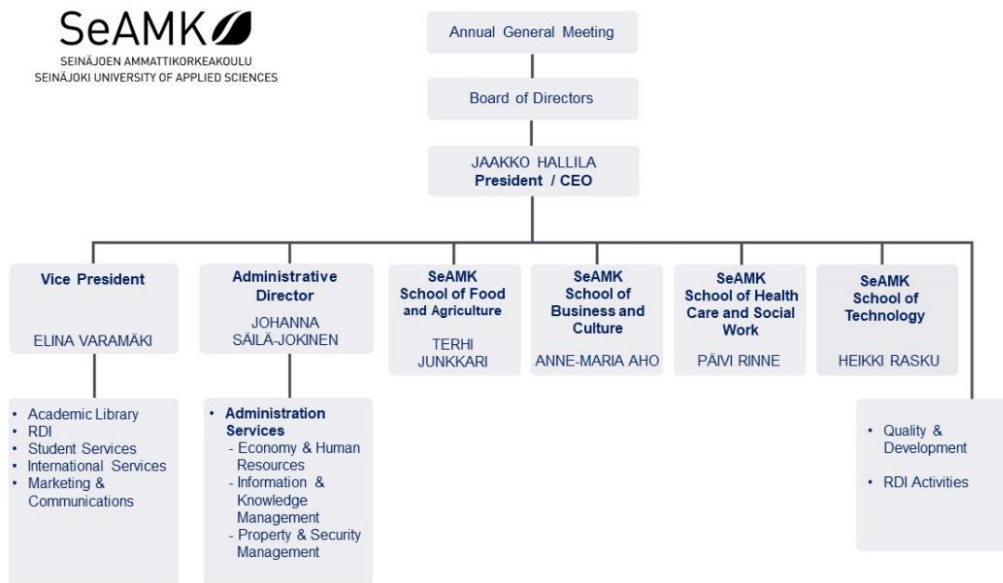 SeAMK
SEINÄJOEN AMMATTIKORKEAKOULU
SEINÄJOKI UNIVERSITY OF APPLIED SCIENCES
Annual General Meeting
Board of Directors
JAAKKO HALLILA
President / CEO
Vice President
ELINA VARAMÄKI
Administrative
Director
JOHANNA
SÄILÄ-JOKINEN
SeAMK
School of Food
and Agriculture
TERHI
JUNKKARI
SeAMK
School of
Business and
Culture
ANNE-MARIA AHO
SeAMK
School of Health
Care and Social
Work
PÄIVI RINNE
SeAMK
School of
Technology
HEIKKI RASKU
• Academic Library
• RDI
• Student Services
• International Services
• Marketing &
Communications
• Administration
Services
- Economy & Human
Resources
- Information &
Knowledge
Management
- Property & Security
Management
• Quality &
Development
• RDI Activities